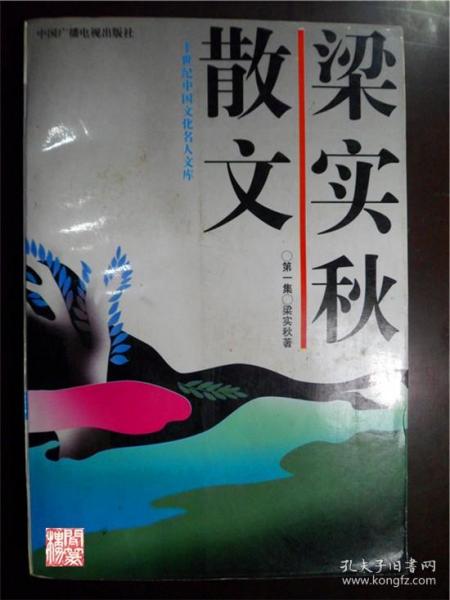 中国广播电视出版社
梁实秋
散文
十世纪中国文化名人文库
○第一集○梁实秋著
孔夫子旧书网
www.kongfz.com